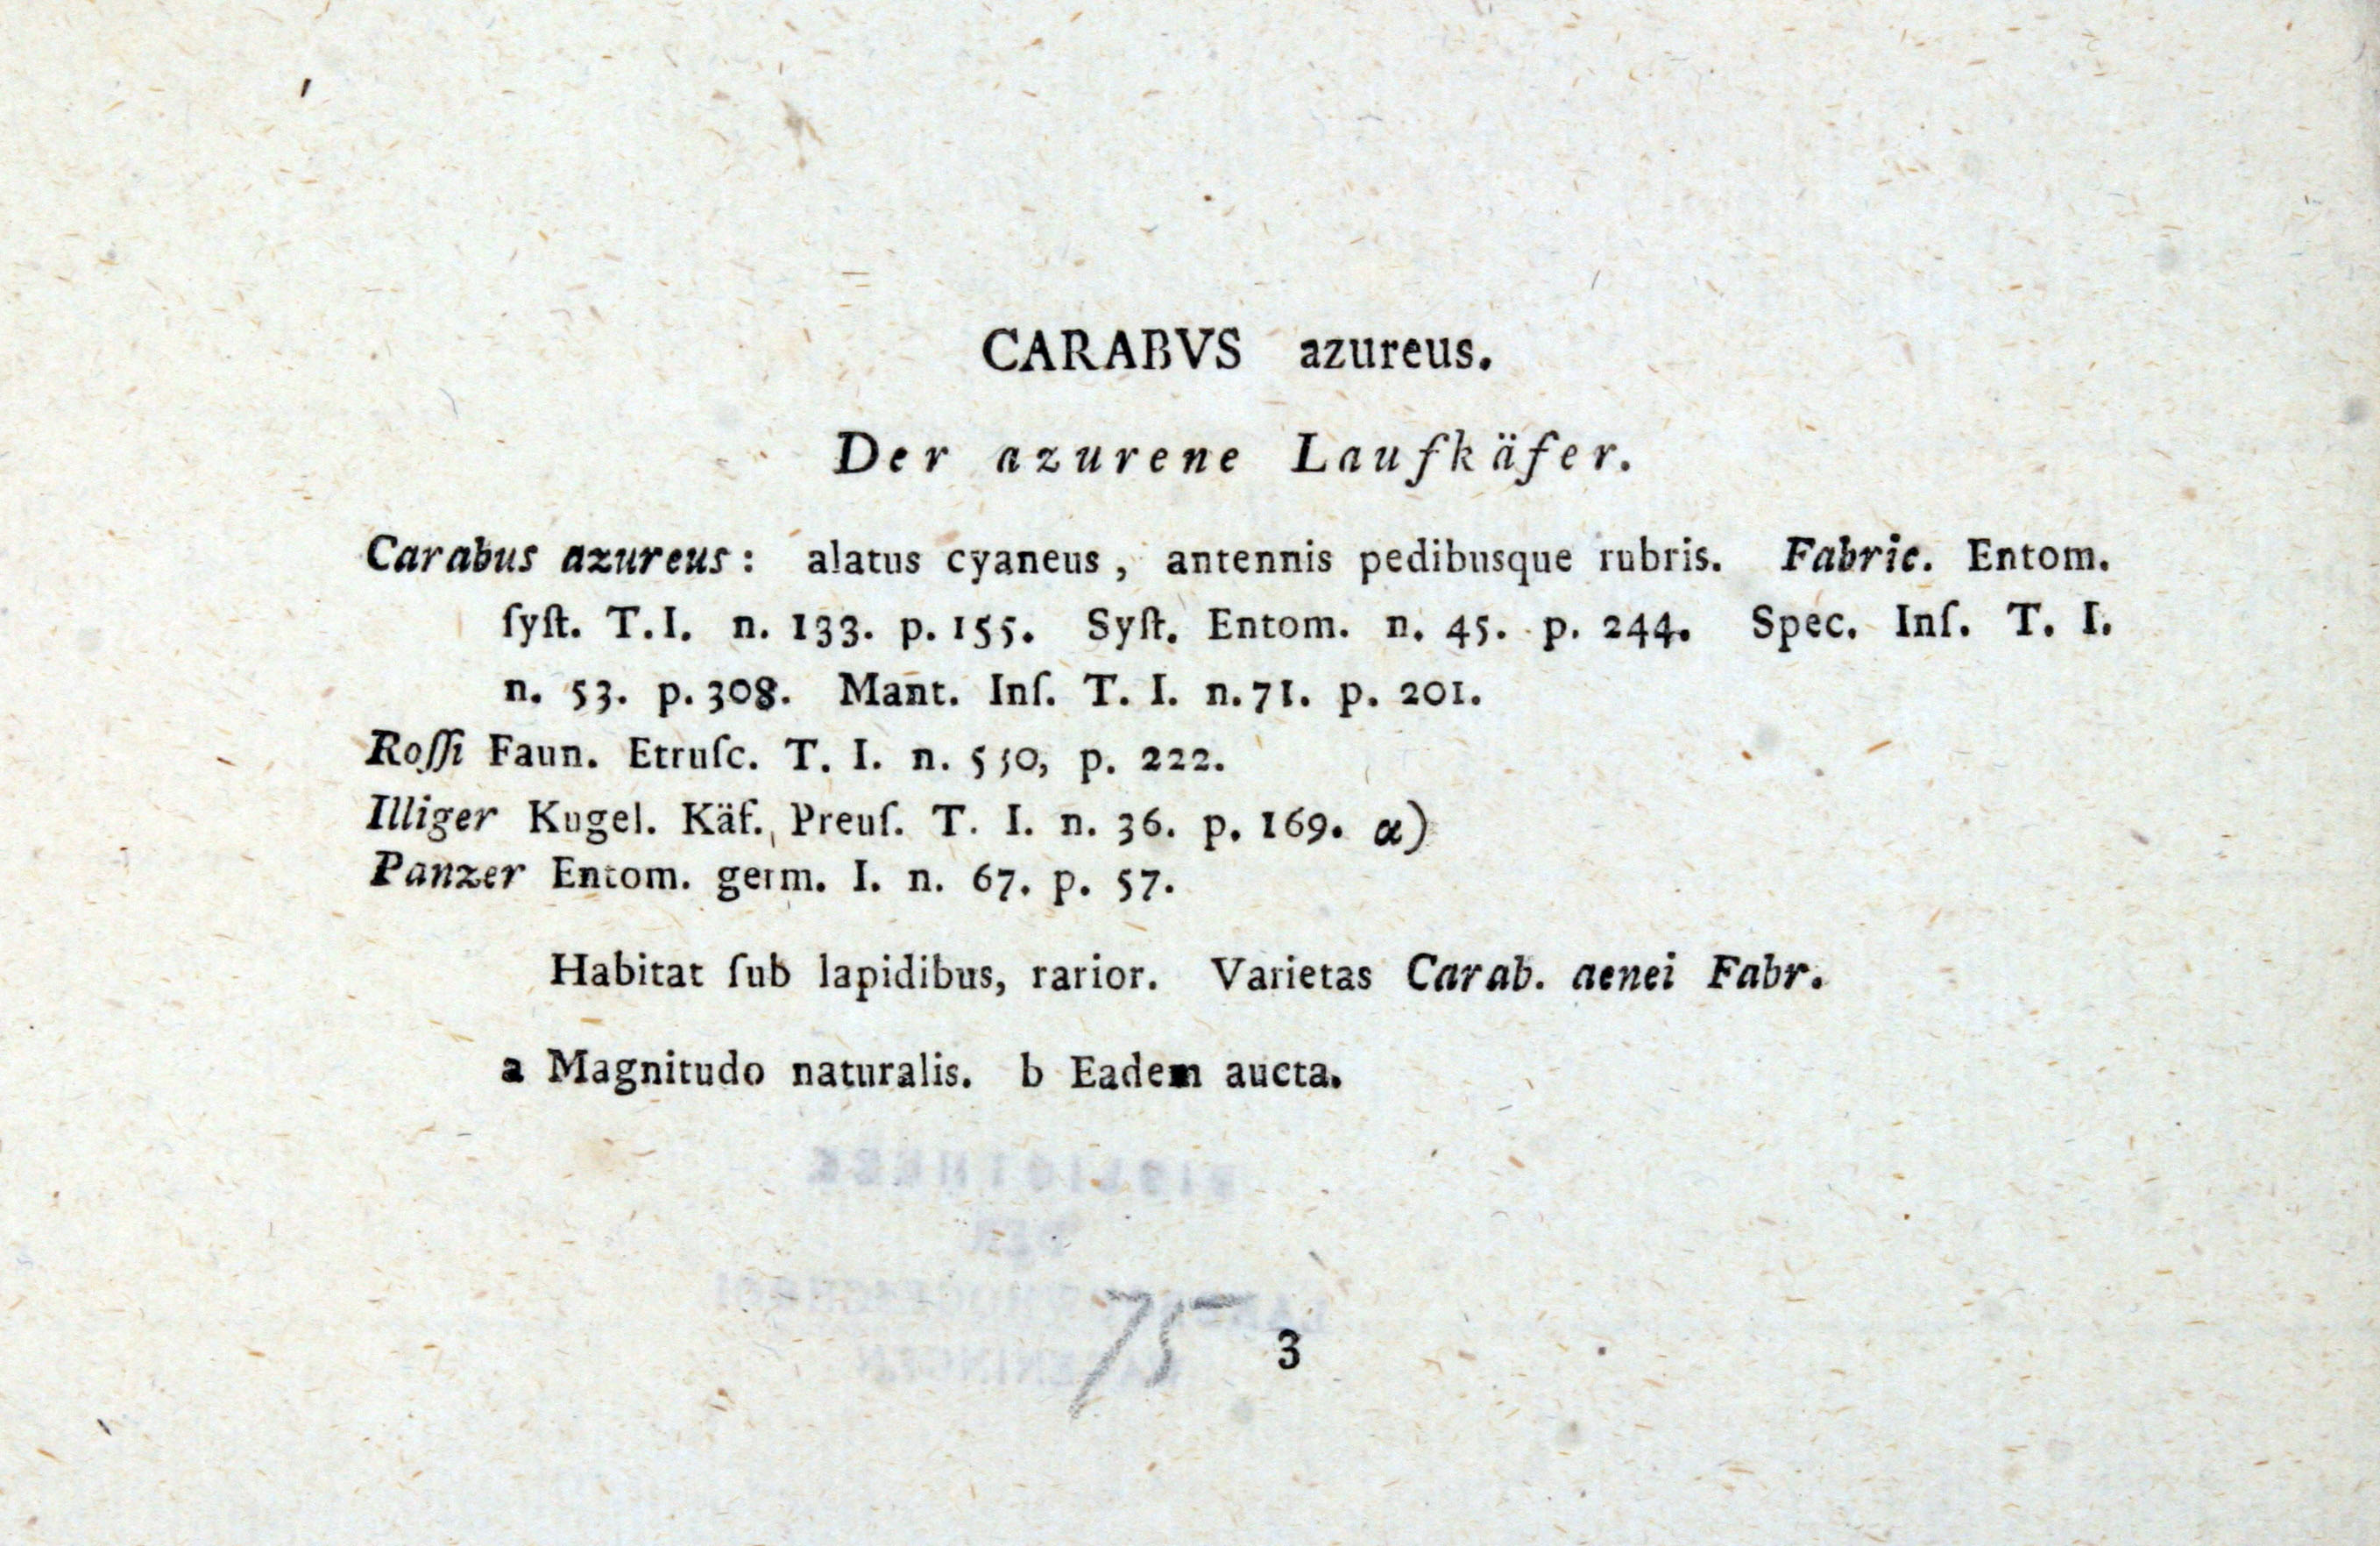 CARABVS azureus.
Der azurene Laufkäfer.
Carabus azureus: alatus cyaneus, antennis pedibusque rubris. Fabric. Entom.
ſyſt. T. I. n. 133. p. 155. Syſt. Entom. n. 45. p. 244. Spec. Inſ. T. I.
n. 53. p. 308. Mant. Inſ. T. I. n. 71. p. 201.
Roſſi Faun. Etruſc. T. I. n. 550, p. 222.
Illiger Kugel. Käf. Preuſ. T. I. n. 36. p. 169. α)
Panzer Entom. germ. I. n. 67. p. 57.
Habitat ſub lapidibus, rarior. Varietas Carab. aenei Fabr.
a Magnitudo naturalis. b Eadem aucta.
75
3